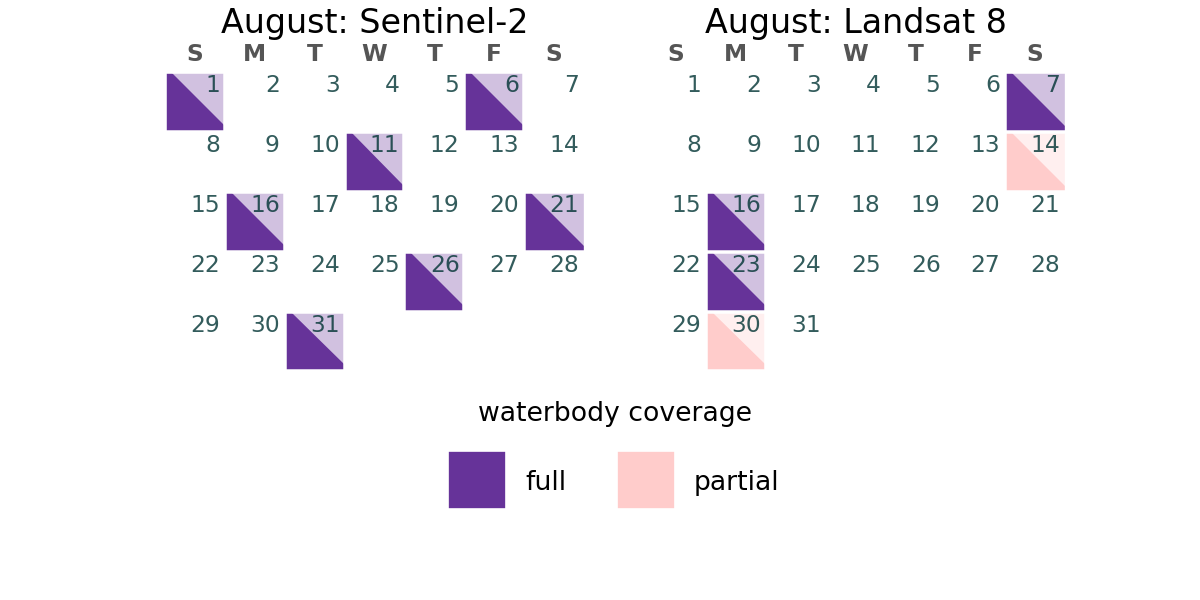 August: Sentinel-2
S M T W T F S
1 2 3 4 5 6 7
8 9 10 11 12 13 14
15 16 17 18 19 20 21
22 23 24 25 26 27 28
29 30 31
August: Landsat 8
S M T W T F S
1 2 3 4 5 6 7
8 9 10 11 12 13 14
15 16 17 18 19 20 21
22 23 24 25 26 27 28
29 30 31
waterbody coverage
full
partial